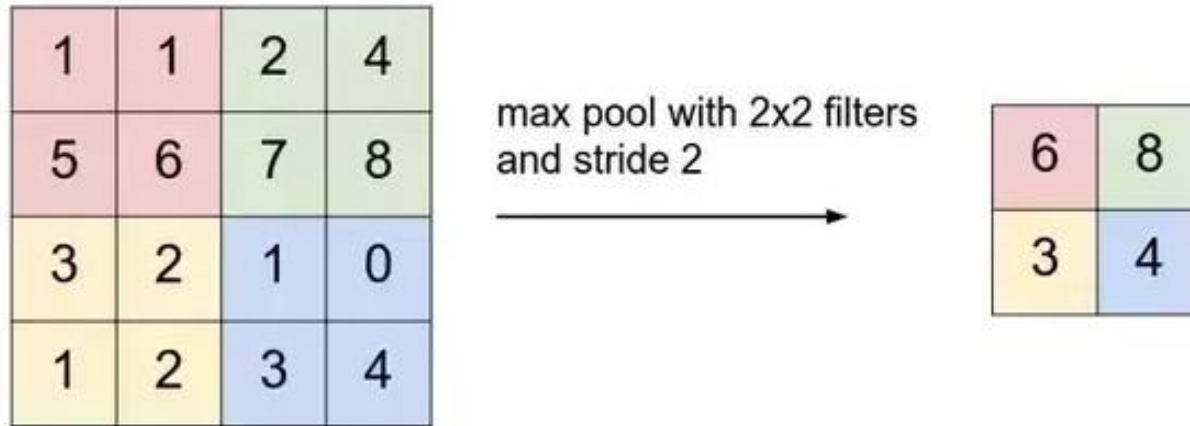 1 1 2 4
5 6 7 8
3 2 1 0
1 2 3 4
max pool with 2x2 filters
and stride 2
6 8
3 4